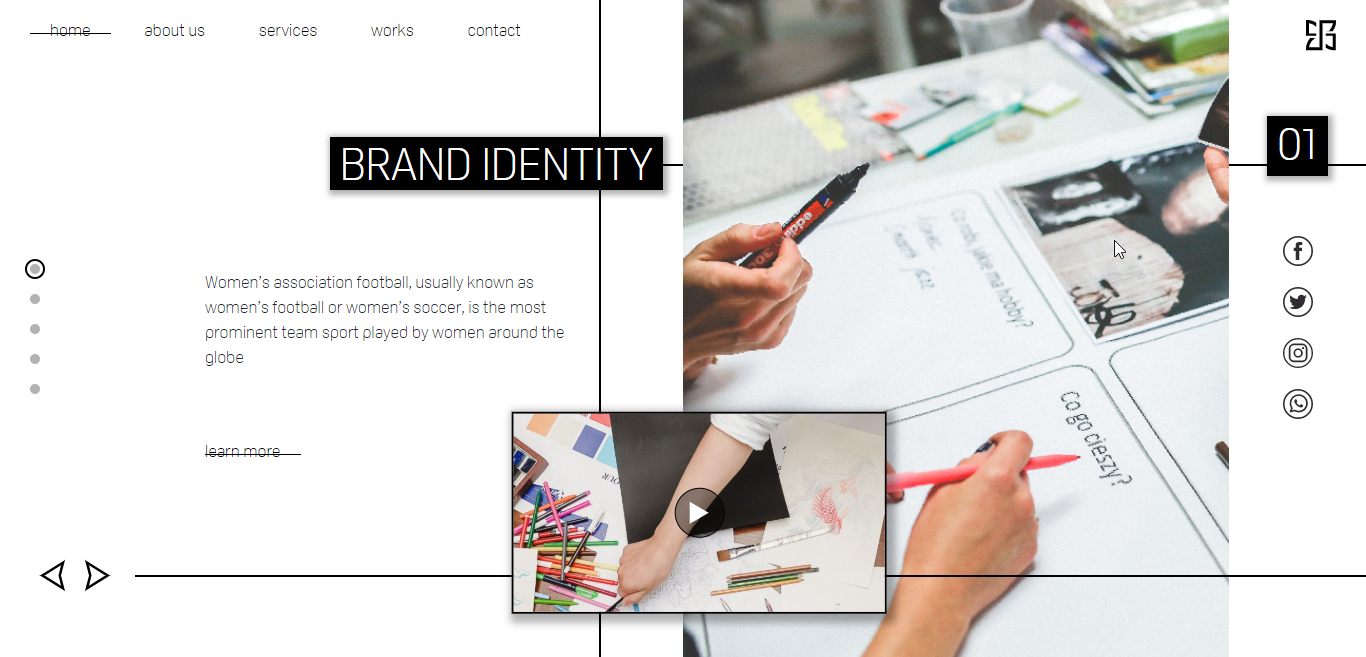 home about us services works contact
BRAND IDENTITY
01
Women's association football, usually known as
women's football or women's soccer, is the most
prominent team sport played by women around the
globe
learn more
Co robi, jakie ma hobby?
Co go cieszy?